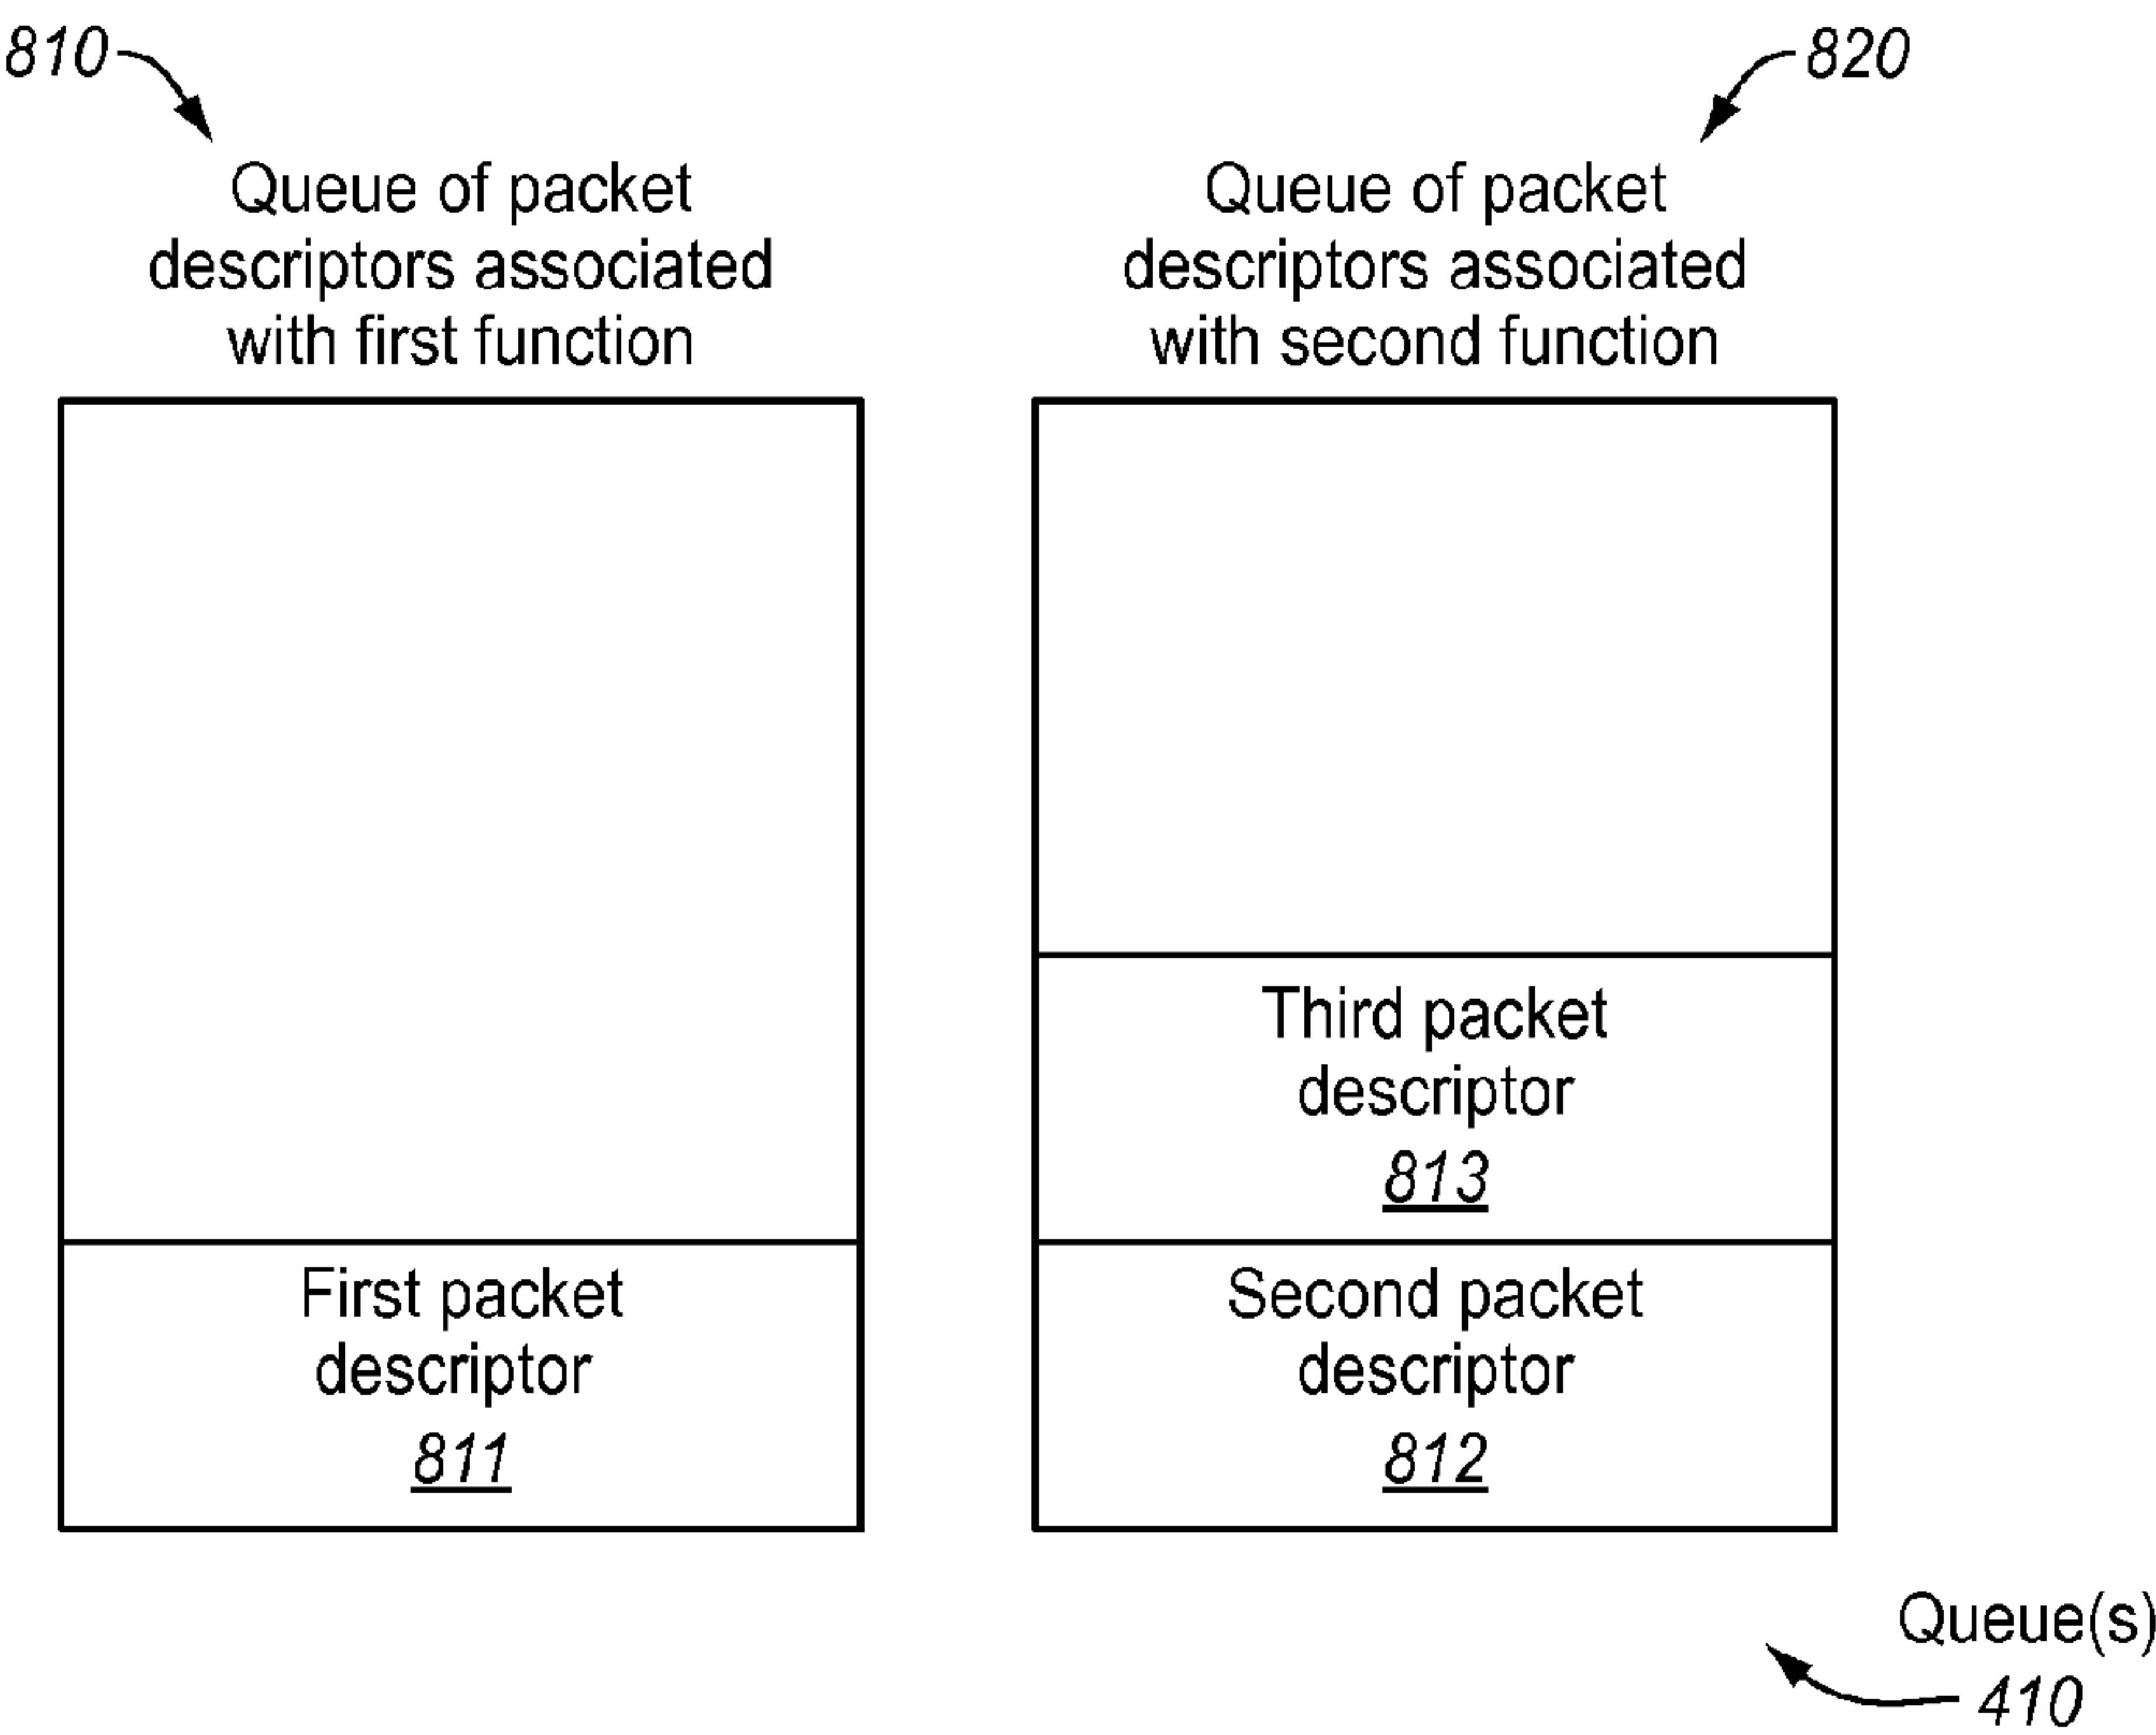 810
Queue of packet
descriptors associated
with first function
First packet
descriptor
811
820
Queue of packet
descriptors associated
with second function
Third packet
descriptor
813
Second packet
descriptor
812
Queue(s)
410